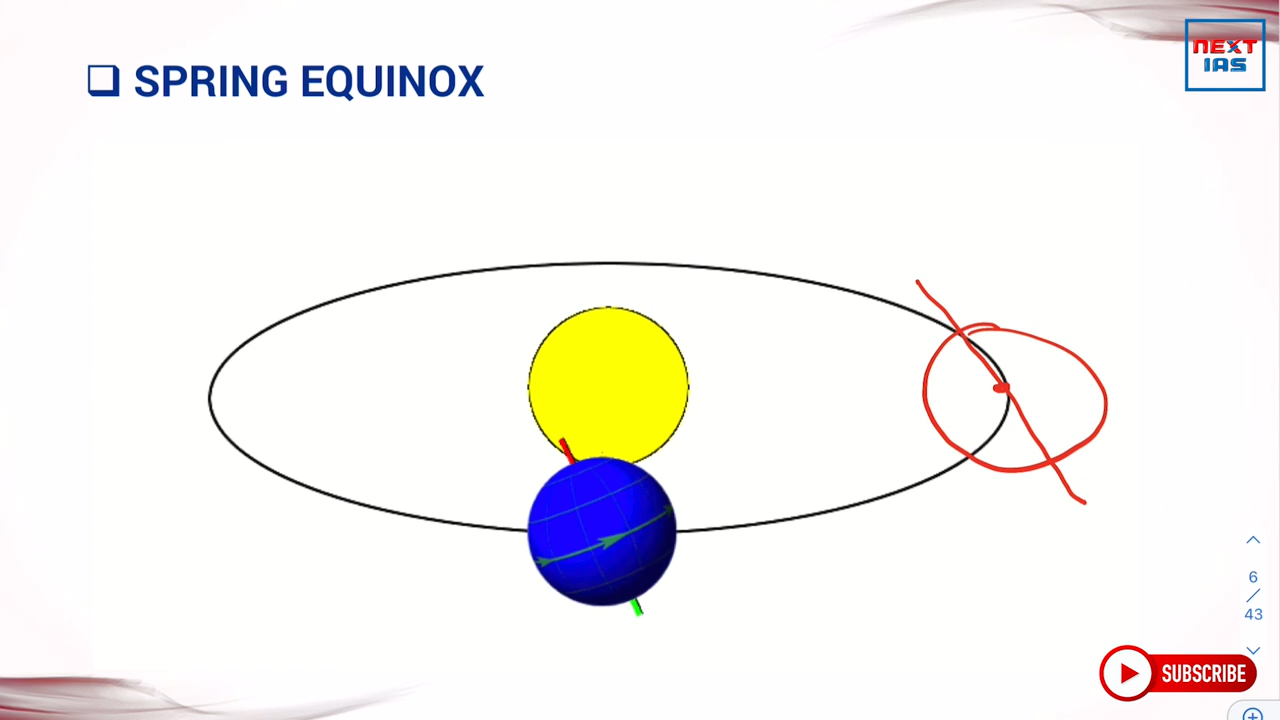 NEXT
IAS
❑ SPRING EQUINOX
6
/
43
SUBSCRIBE